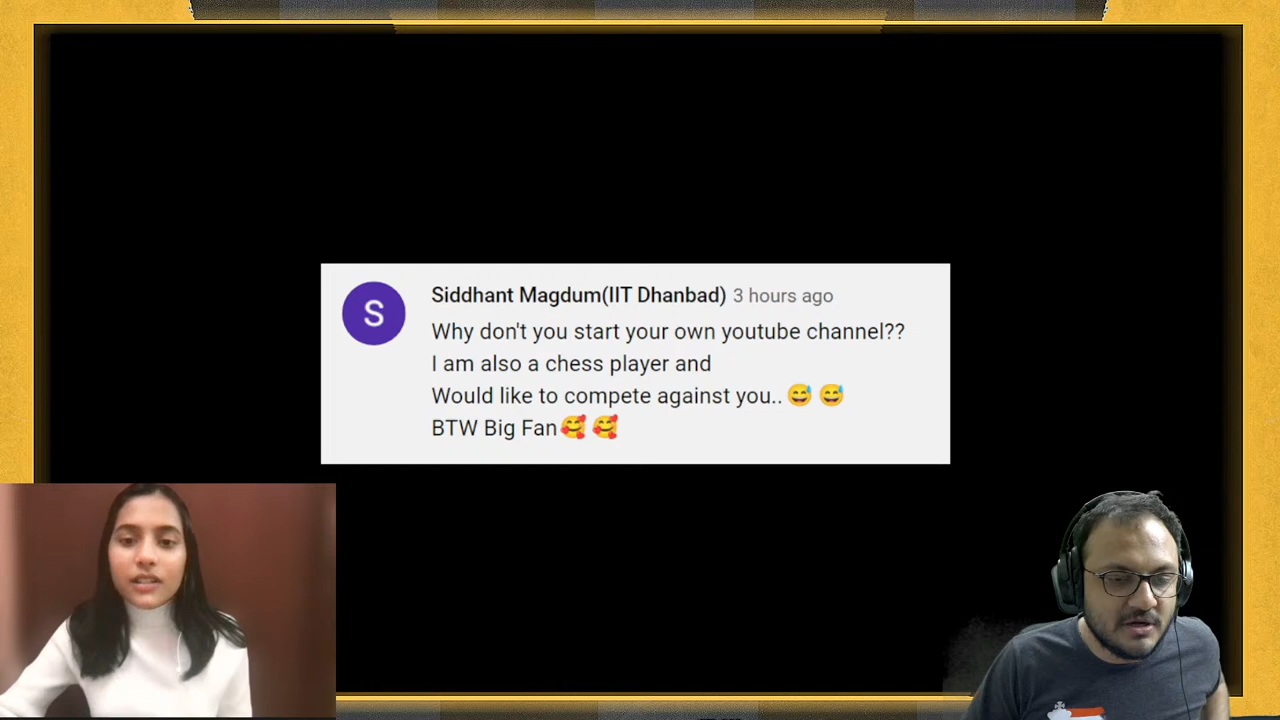 S
Siddhant Magdum(IIT Dhanbad) 3 hours ago
Why don't you start your own youtube channel??
I am also a chess player and
Would like to compete against you..😅 😅
BTW Big Fan🥰 🥰